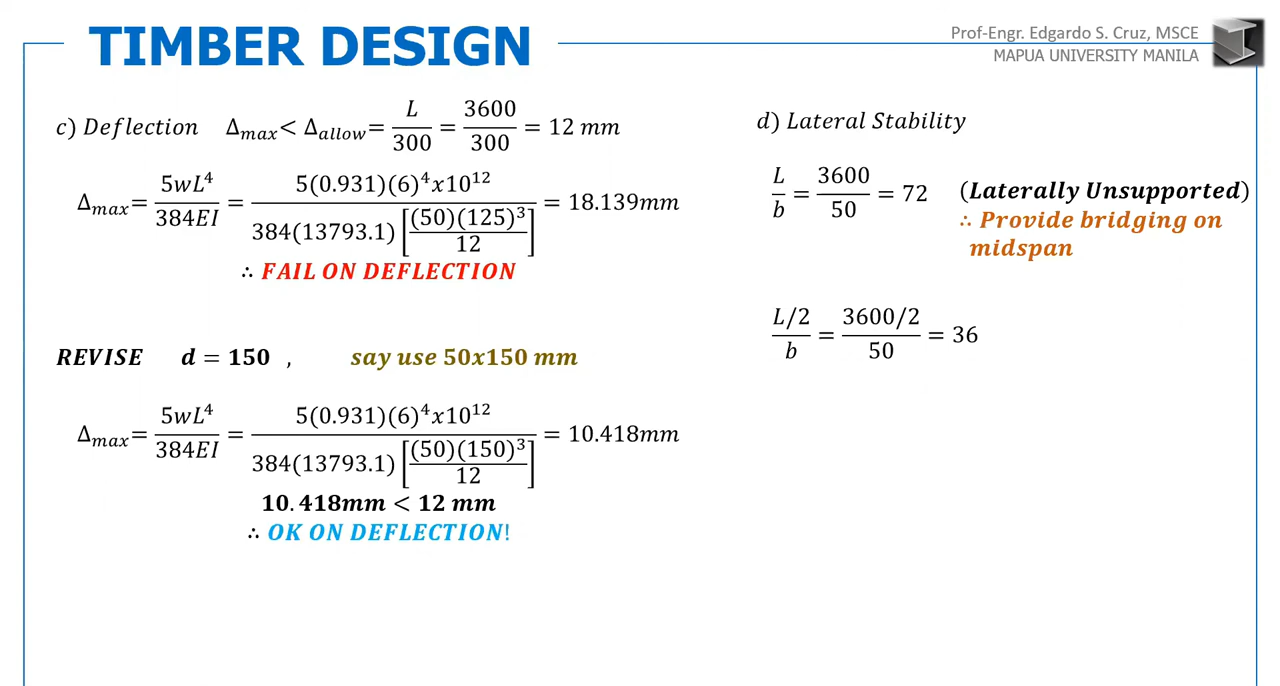 TIMBER DESIGN
Prof-Engr. Edgardo S. Cruz, MSCE
MAPUA UNIVERSITY MANILA
c) Deflection Δmax < Δallow = L/300 = 3600/300 = 12 mm
Δmax = 5wL⁴/384EI = 5(0.931)(6)⁴x10¹²/384(13793.1)[(50)(125)³/12] = 18.139mm
∴ FAIL ON DEFLECTION
REVISE d = 150 , say use 50x150 mm
Δmax = 5wL⁴/384EI = 5(0.931)(6)⁴x10¹²/384(13793.1)[(50)(150)³/12] = 10.418mm
10.418mm < 12 mm
∴ OK ON DEFLECTION!
d) Lateral Stability
L/b = 3600/50 = 72 (Laterally Unsupported)
∴ Provide bridging on
midspan
L/2/b = 3600/2/50 = 36